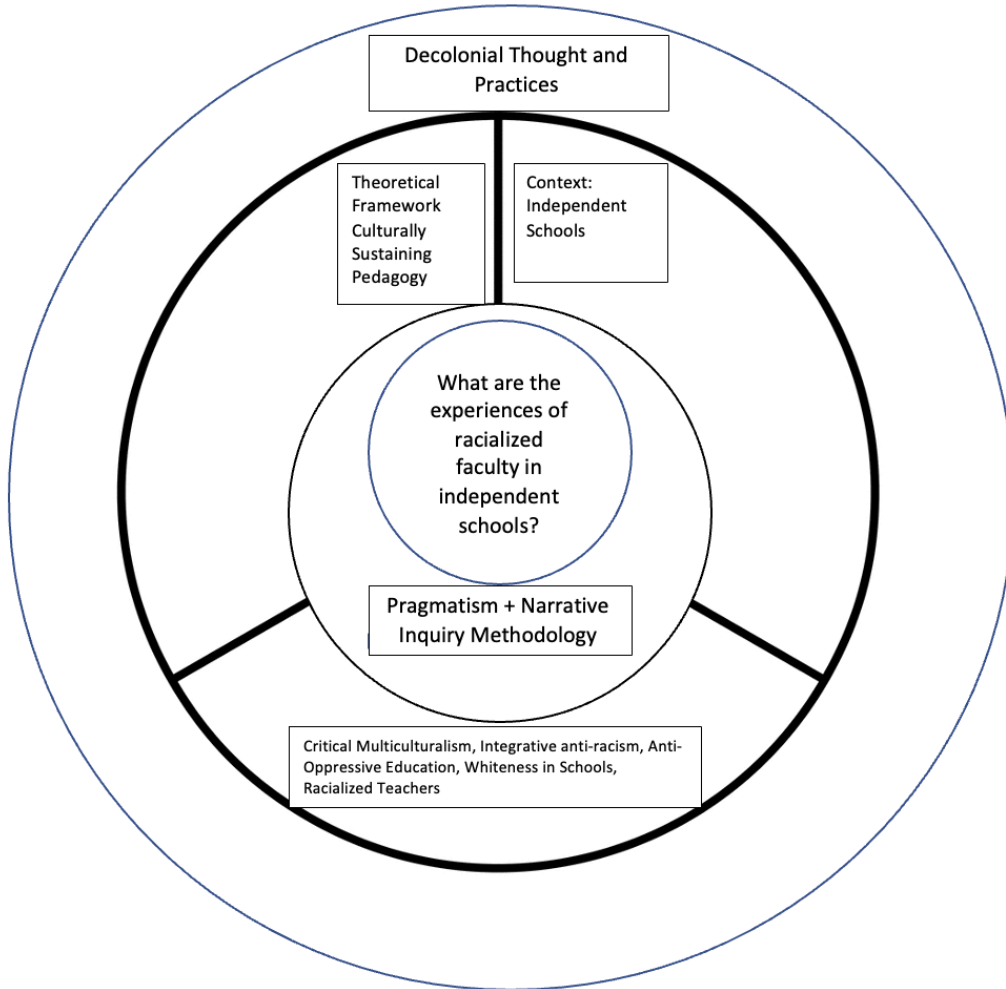 Decolonial Thought and
Practices
Theoretical
Framework
Culturally
Sustaining
Pedagogy
Context:
Independent
Schools
What are the
experiences of
racialized
faculty in
independent
schools?
Pragmatism + Narrative
Inquiry Methodology
Critical Multiculturalism, Integrative anti-racism, Anti-
Oppressive Education, Whiteness in Schools,
Racialized Teachers